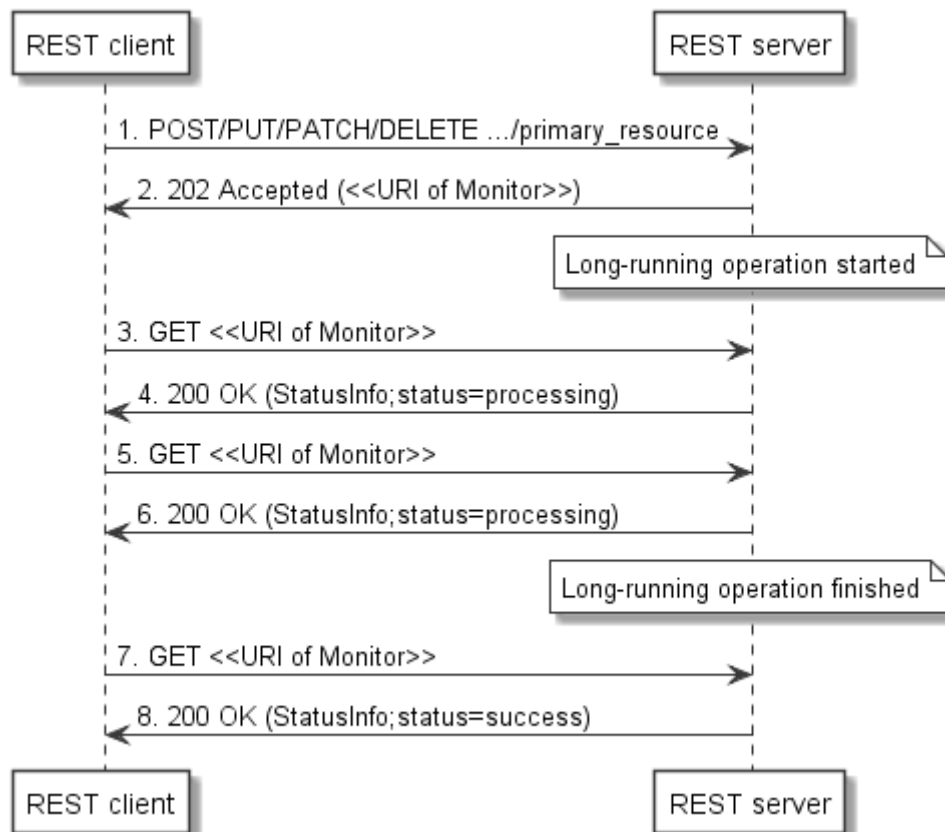 REST client
REST server
1. POST/PUT/PATCH/DELETE .../primary_resource
2. 202 Accepted (<<URI of Monitor>>)
Long-running operation started
3. GET <<URI of Monitor>>
4. 200 OK (StatusInfo;status=processing)
5. GET <<URI of Monitor>>
6. 200 OK (StatusInfo;status=processing)
Long-running operation finished
7. GET <<URI of Monitor>>
8. 200 OK (StatusInfo;status=success)
REST client
REST server